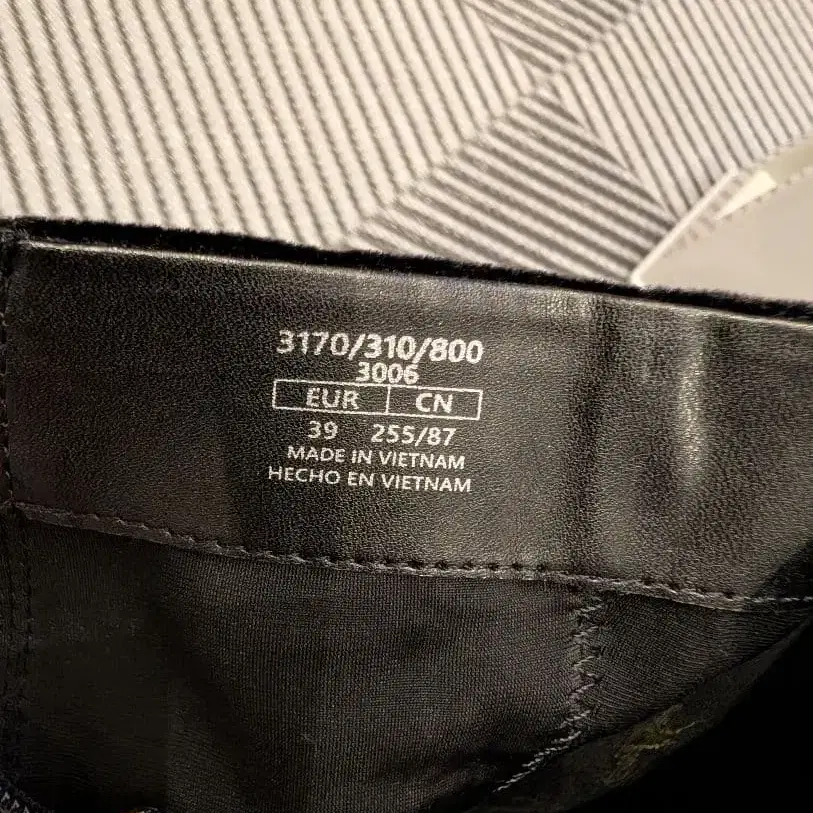 3170/310/800
3006
EUR CN
39 255/87
MADE IN VIETNAM
HECHO EN VIETNAM